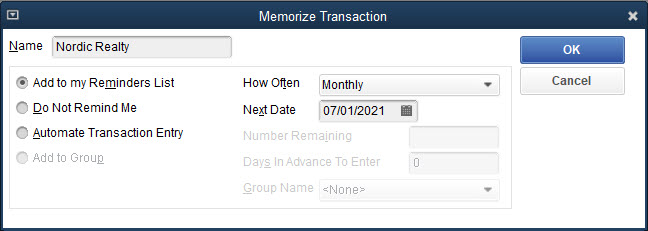 Memorize Transaction
Name Nordic Realty
OK
Add to my Reminders List How Often Monthly
Cancel
Do Not Remind Me Next Date 07/01/2021
Automate Transaction Entry Number Remaining
Add to Group Days In Advance To Enter 0
Group Name <None>